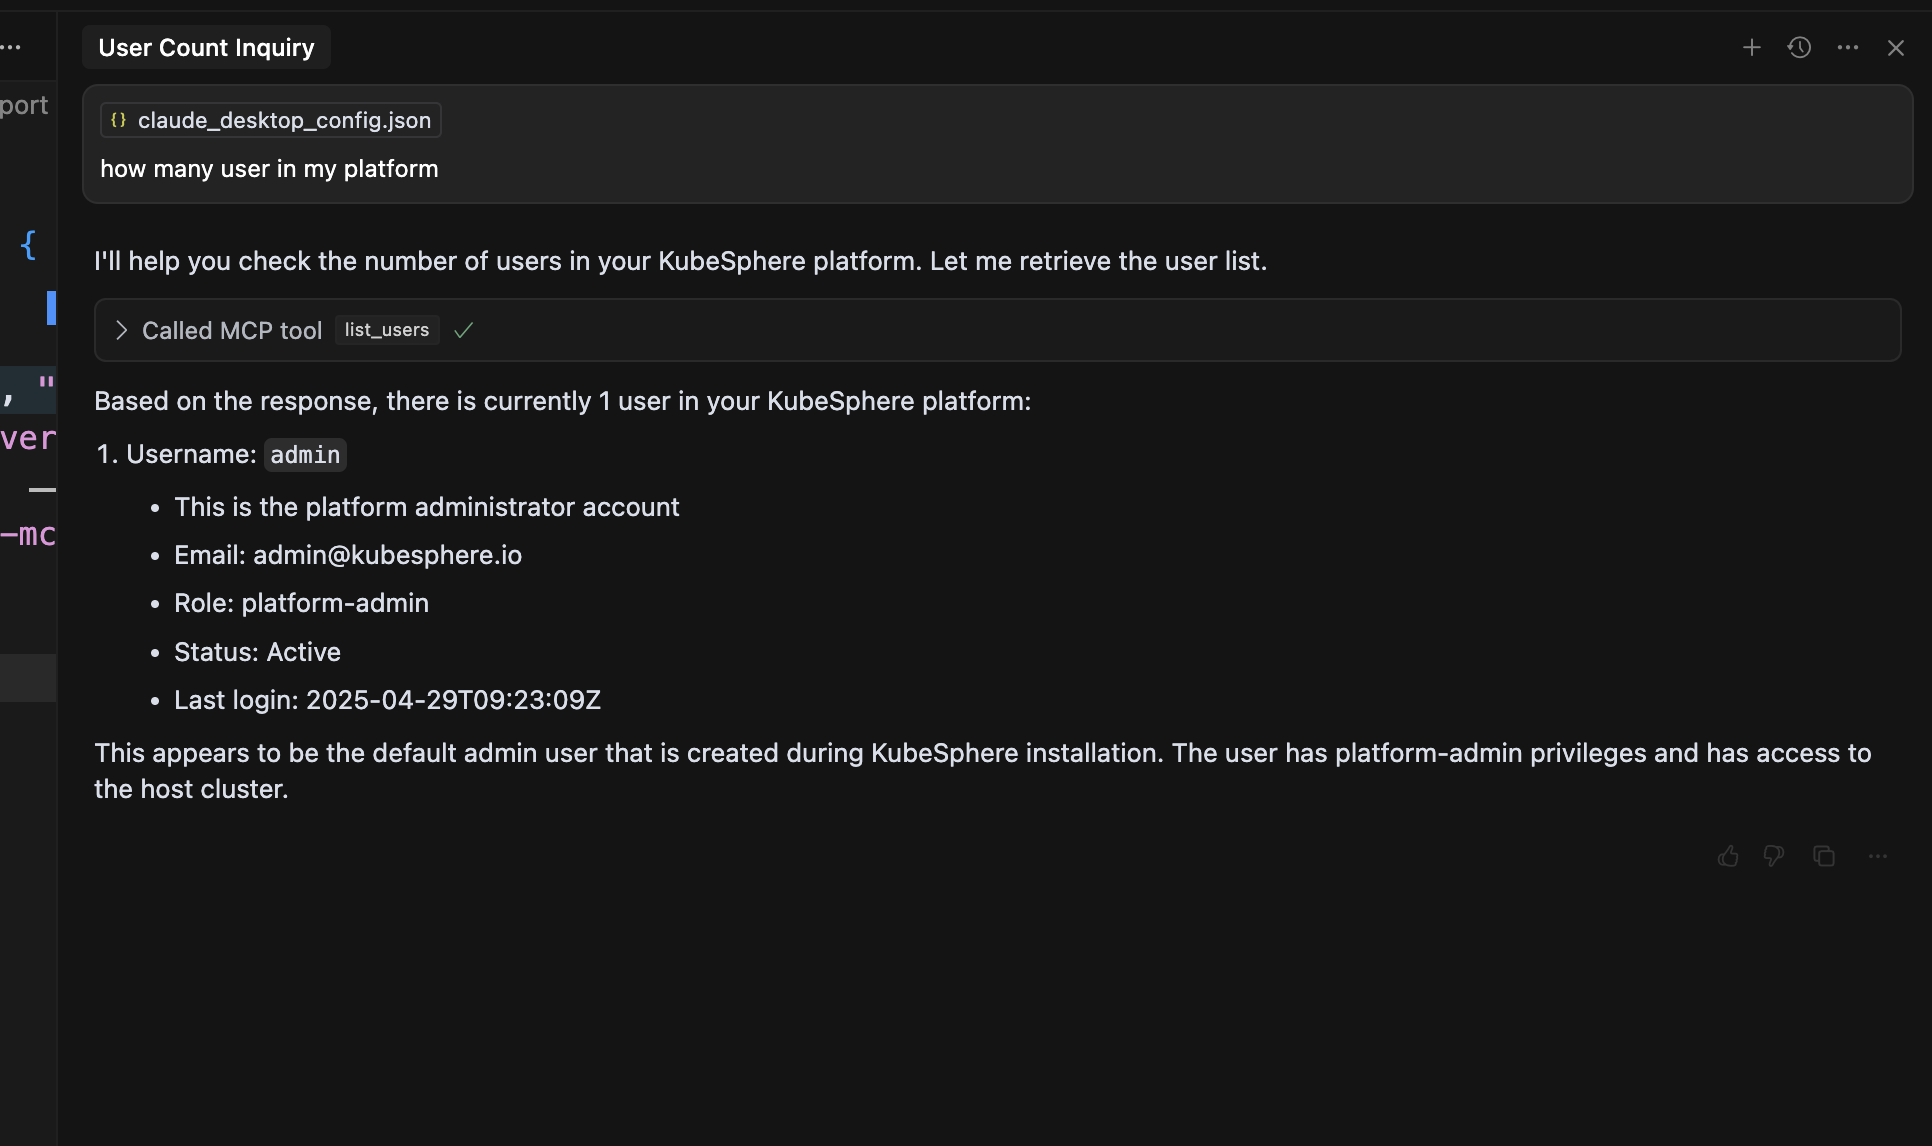 User Count Inquiry
port
{} claude_desktop_config.json
how many user in my platform
{
I'll help you check the number of users in your KubeSphere platform. Let me retrieve the user list.
Called MCP tool list_users
, "
Based on the response, there is currently 1 user in your KubeSphere platform:
ver
1. Username: admin
• This is the platform administrator account
-mc
• Email: admin@kubesphere.io
• Role: platform-admin
• Status: Active
• Last login: 2025-04-29T09:23:09Z
This appears to be the default admin user that is created during KubeSphere installation. The user has platform-admin privileges and has access to
the host cluster.